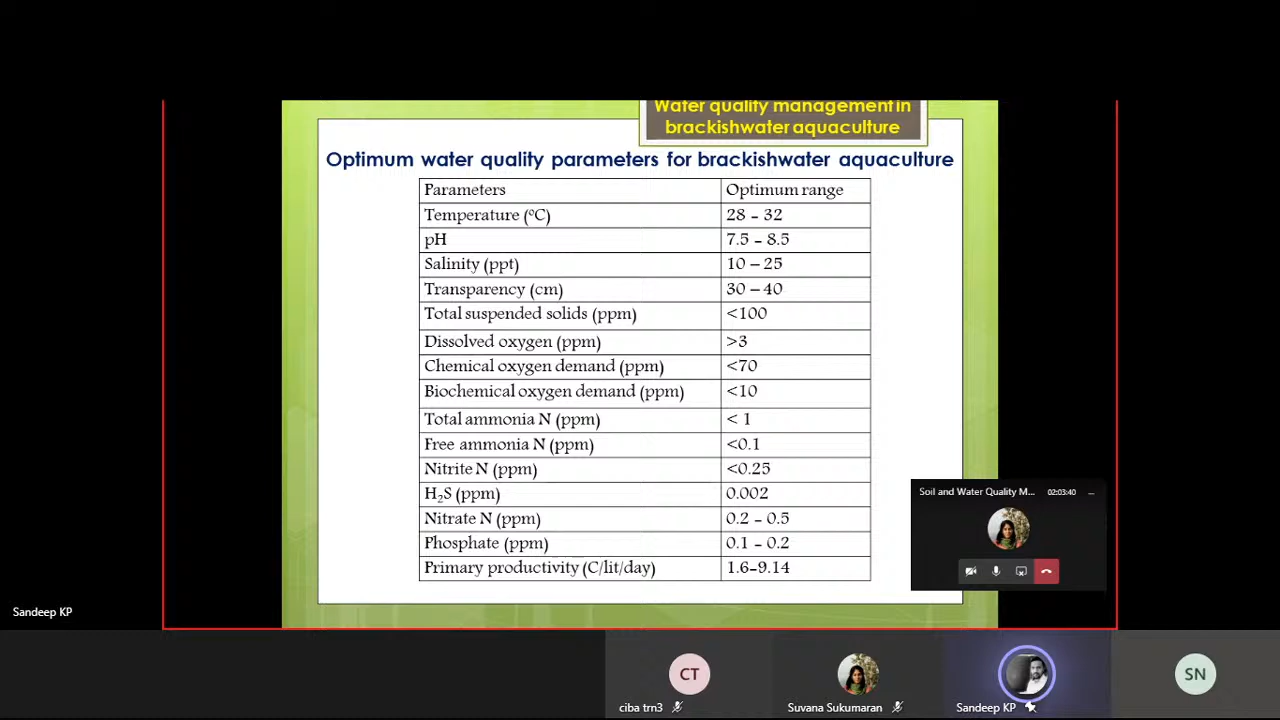 Water quality management in
brackishwater aquaculture
Optimum water quality parameters for brackishwater aquaculture
Parameters Optimum range
Temperature (°C) 28 – 32
pH 7.5 – 8.5
Salinity (ppt) 10 – 25
Transparency (cm) 30 – 40
Total suspended solids (ppm) <100
Dissolved oxygen (ppm) >3
Chemical oxygen demand (ppm) <70
Biochemical oxygen demand (ppm) <10
Total ammonia N (ppm) < 1
Free ammonia N (ppm) <0.1
Nitrite N (ppm) <0.25
H₂S (ppm) 0.002
Nitrate N (ppm) 0.2 – 0.5
Phosphate (ppm) 0.1 – 0.2
Primary productivity (C/lit/day) 1.6–9.14
Soil and Water Quality M... 02:03:40
Sandeep KP
CT
SN
ciba trn3
Suvana Sukumaran
Sandeep KP